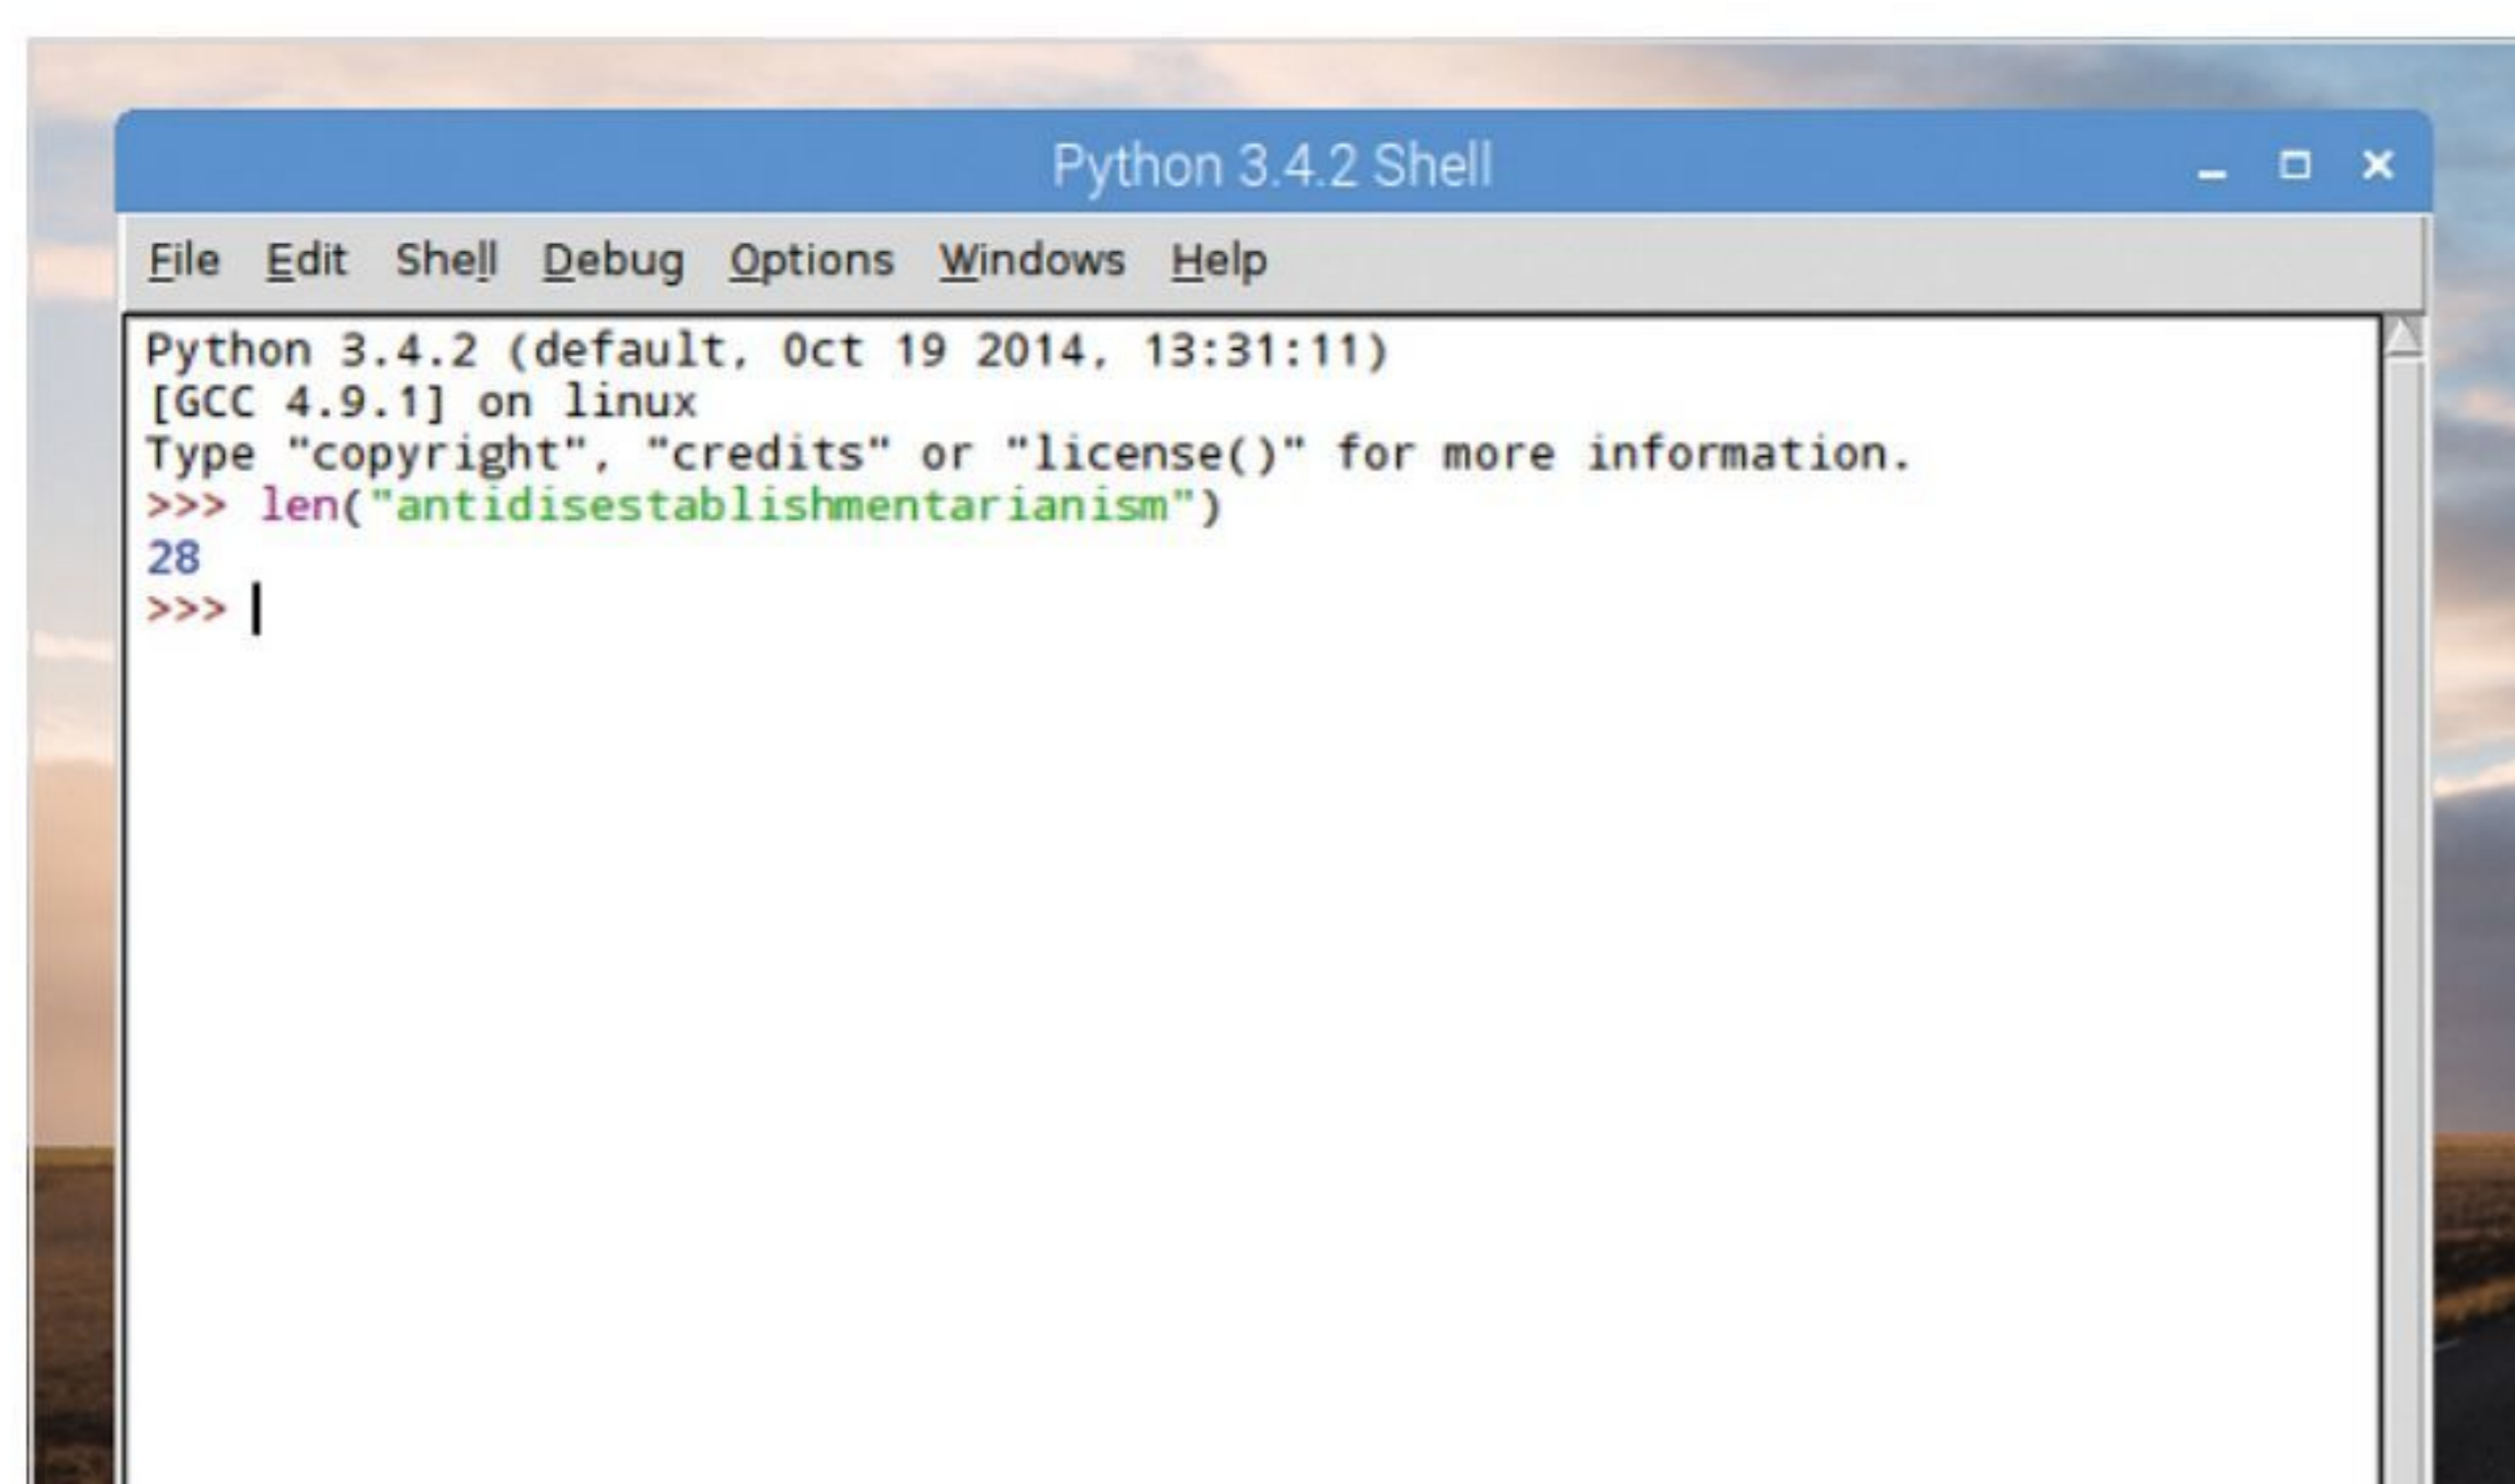 Python 3.4.2 Shell
File Edit Shell Debug Options Windows Help
Python 3.4.2 (default, Oct 19 2014, 13:31:11)
[GCC 4.9.1] on linux
Type "copyright", "credits" or "license()" for more information.
>>> len("antidisestablishmentarianism")
28
>>>